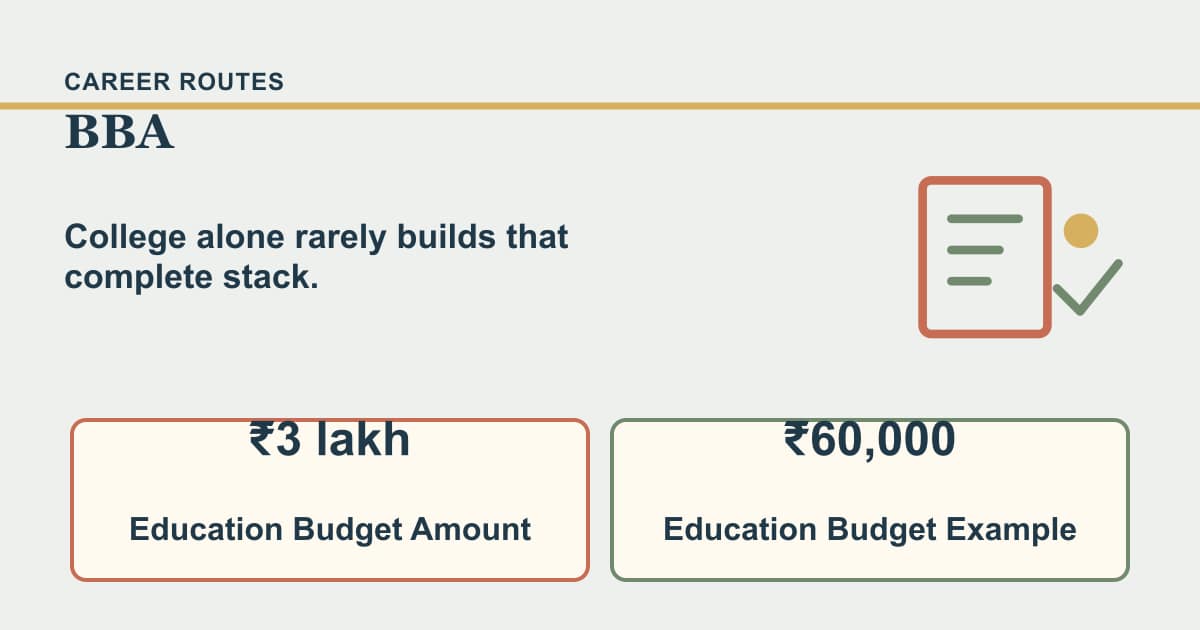 CAREER ROUTES
BBA
College alone rarely builds that
complete stack.
₹3 lakh
Education Budget Amount
₹60,000
Education Budget Example